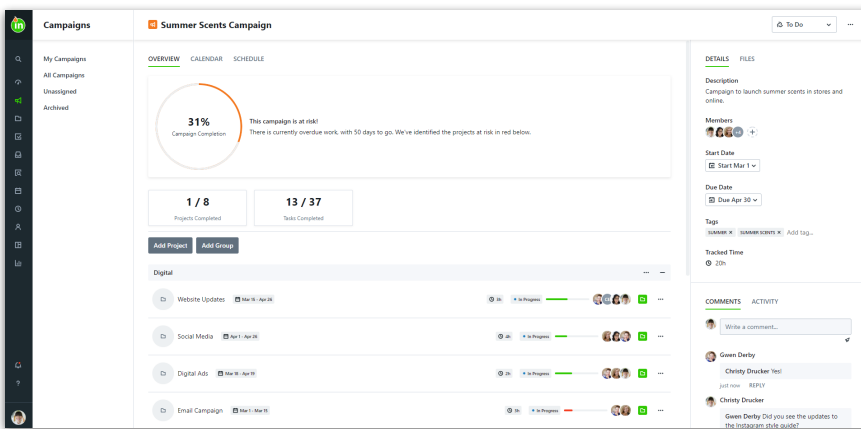 in
Campaigns
Summer Scents Campaign
To Do
My Campaigns
All Campaigns
Unassigned
Archived
OVERVIEW CALENDAR SCHEDULE
31%
Campaign Completion
This campaign is at risk!
There is currently overdue work, with 50 days to go. We've identified the projects at risk in red below.
1 / 8
Projects Completed
13 / 37
Tasks Completed
Add Project
Add Group
Digital
Website Updates Mar 15 - Apr 26 3h In Progress
Social Media Apr 1 - Apr 26 4h In Progress
Digital Ads Mar 18 - Apr 19 2h In Progress
Email Campaign Mar 1 - Mar 15 3h In Progress
DETAILS FILES
Description
Campaign to launch summer scents in stores and
online.
Members
Start Date
Start Mar 1
Due Date
Due Apr 30
Tags
SUMMER × SUMMER SCENTS × Add tag...
Tracked Time
20h
COMMENTS ACTIVITY
Write a comment...
Gwen Derby
Christy Drucker Yes!
just now REPLY
Christy Drucker
Gwen Derby Did you see the updates to
the Instagram style guide?